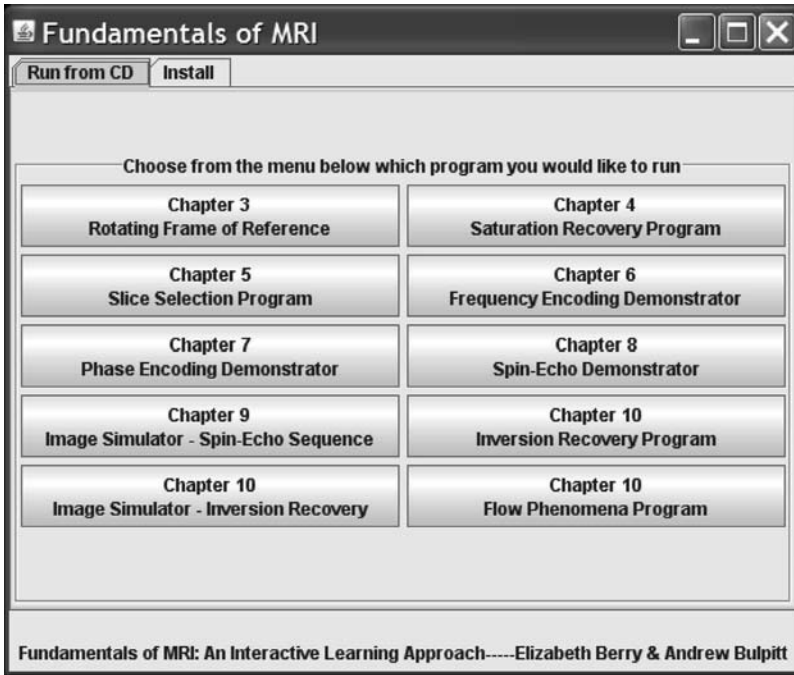 Fundamentals of MRI
Run from CD
Install
Choose from the menu below which program you would like to run
Chapter 3
Rotating Frame of Reference
Chapter 4
Saturation Recovery Program
Chapter 5
Slice Selection Program
Chapter 6
Frequency Encoding Demonstrator
Chapter 7
Phase Encoding Demonstrator
Chapter 8
Spin-Echo Demonstrator
Chapter 9
Image Simulator - Spin-Echo Sequence
Chapter 10
Inversion Recovery Program
Chapter 10
Image Simulator - Inversion Recovery
Chapter 10
Flow Phenomena Program
Fundamentals of MRI: An Interactive Learning Approach-----Elizabeth Berry & Andrew Bulpitt